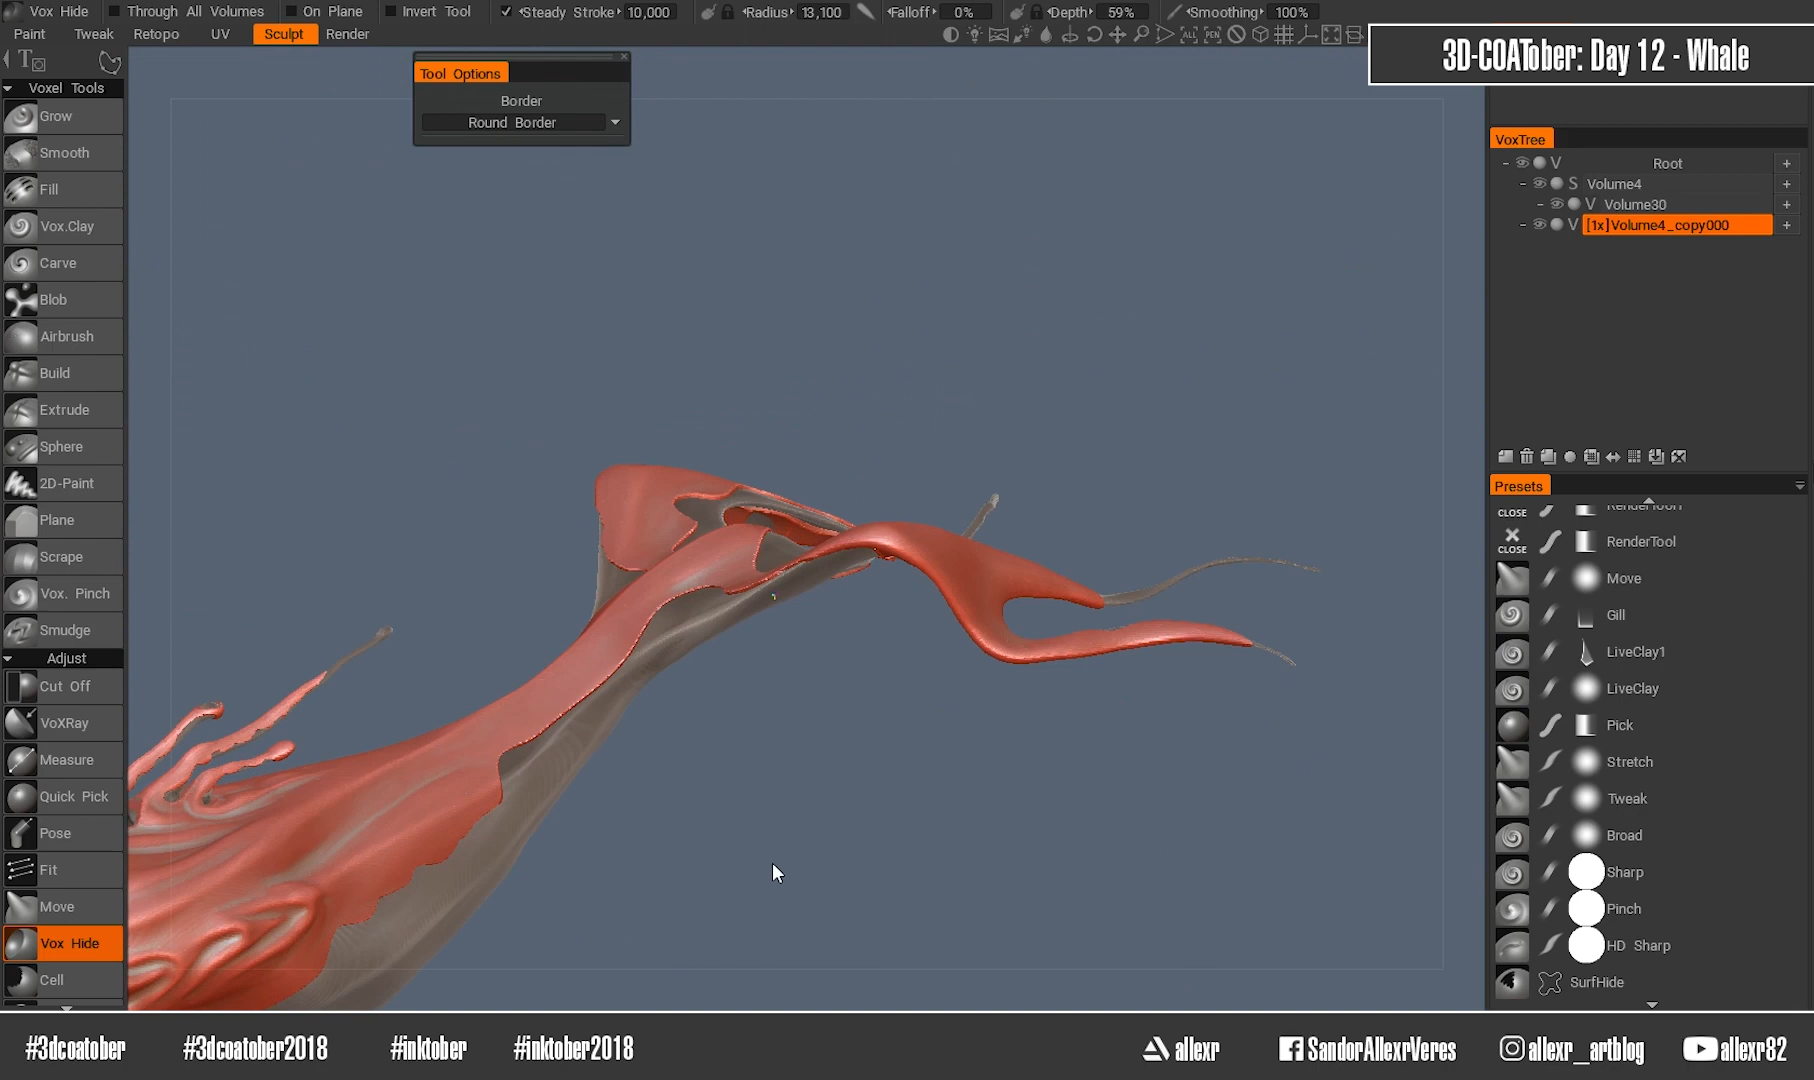 Vox Hide Through All Volumes On Plane Invert Tool Steady Stroke 10,000 Radius 13,100 Falloff 0% Depth 59% Smoothing 100%
Paint Tweak Retopo UV Sculpt Render
ALL PEN
3D-COATober: Day 12 - Whale
Voxel Tools
Grow
Smooth
Fill
Vox.Clay
Carve
Blob
Airbrush
Build
Extrude
Sphere
2D-Paint
Plane
Scrape
Vox. Pinch
Smudge
Adjust
Cut Off
VoXRay
Measure
Quick Pick
Pose
Fit
Move
Vox Hide
Cell
Tool Options
Border
Round Border
VoxTree
V Root +
S Volume4 +
V Volume30 +
V [1x]Volume4_copy000 +
Presets
CLOSE
CLOSE RenderTool
Move
Gill
LiveClay1
LiveClay
Pick
Stretch
Tweak
Broad
Sharp
Pinch
HD Sharp
SurfHide
#3dcoatober #3dcoatober2018 #inktober #inktober2018 allexr SandorAllexrVeres allexr_artblog allexr82